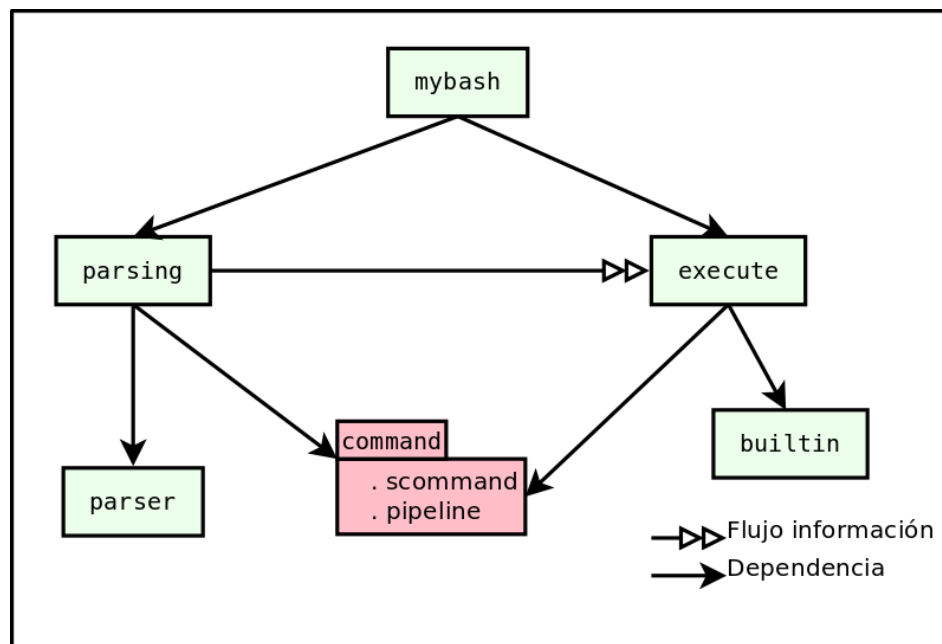 mybash
parsing
execute
command
. scommand
. pipeline
builtin
parser
Flujo información
Dependencia